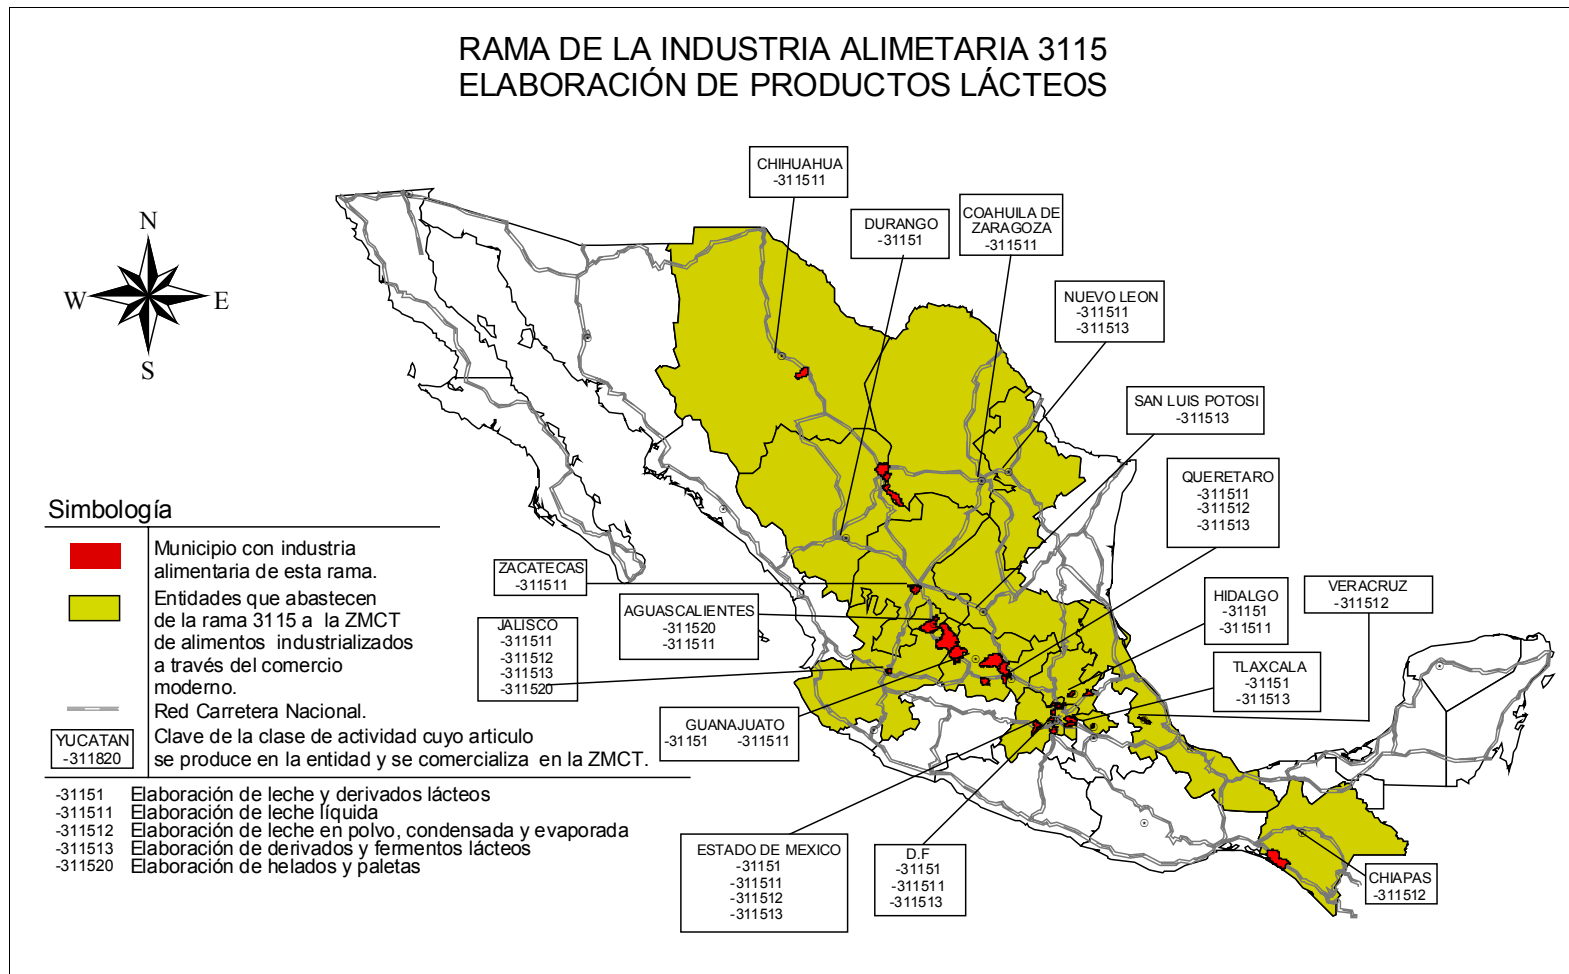 RAMA DE LA INDUSTRIA ALIMETARIA 3115
ELABORACIÓN DE PRODUCTOS LÁCTEOS
N
W
E
S
CHIHUAHUA
-311511
DURANGO
-31151
COAHUILA DE
ZARAGOZA
-311511
NUEVO LEON
-311511
-311513
SAN LUIS POTOSI
-311513
QUERETARO
-311511
-311512
-311513
HIDALGO
-31151
-311511
VERACRUZ
-311512
TLAXCALA
-31151
-311513
ZACATECAS
-311511
AGUASCALIENTES
-311520
-311511
JALISCO
-311511
-311512
-311513
-311520
GUANAJUATO
-31151 -311511
ESTADO DE MEXICO
-31151
-311511
-311512
-311513
D.F
-31151
-311511
-311513
CHIAPAS
-311512
Simbología
Municipio con industria
alimentaria de esta rama.
Entidades que abastecen
de la rama 3115 a la ZMCT
de alimentos industrializados
a través del comercio
moderno.
Red Carretera Nacional.
YUCATAN
-311820
Clave de la clase de actividad cuyo articulo
se produce en la entidad y se comercializa en la ZMCT.
-31151 Elaboración de leche y derivados lácteos
-311511 Elaboración de leche líquida
-311512 Elaboración de leche en polvo, condensada y evaporada
-311513 Elaboración de derivados y fermentos lácteos
-311520 Elaboración de helados y paletas